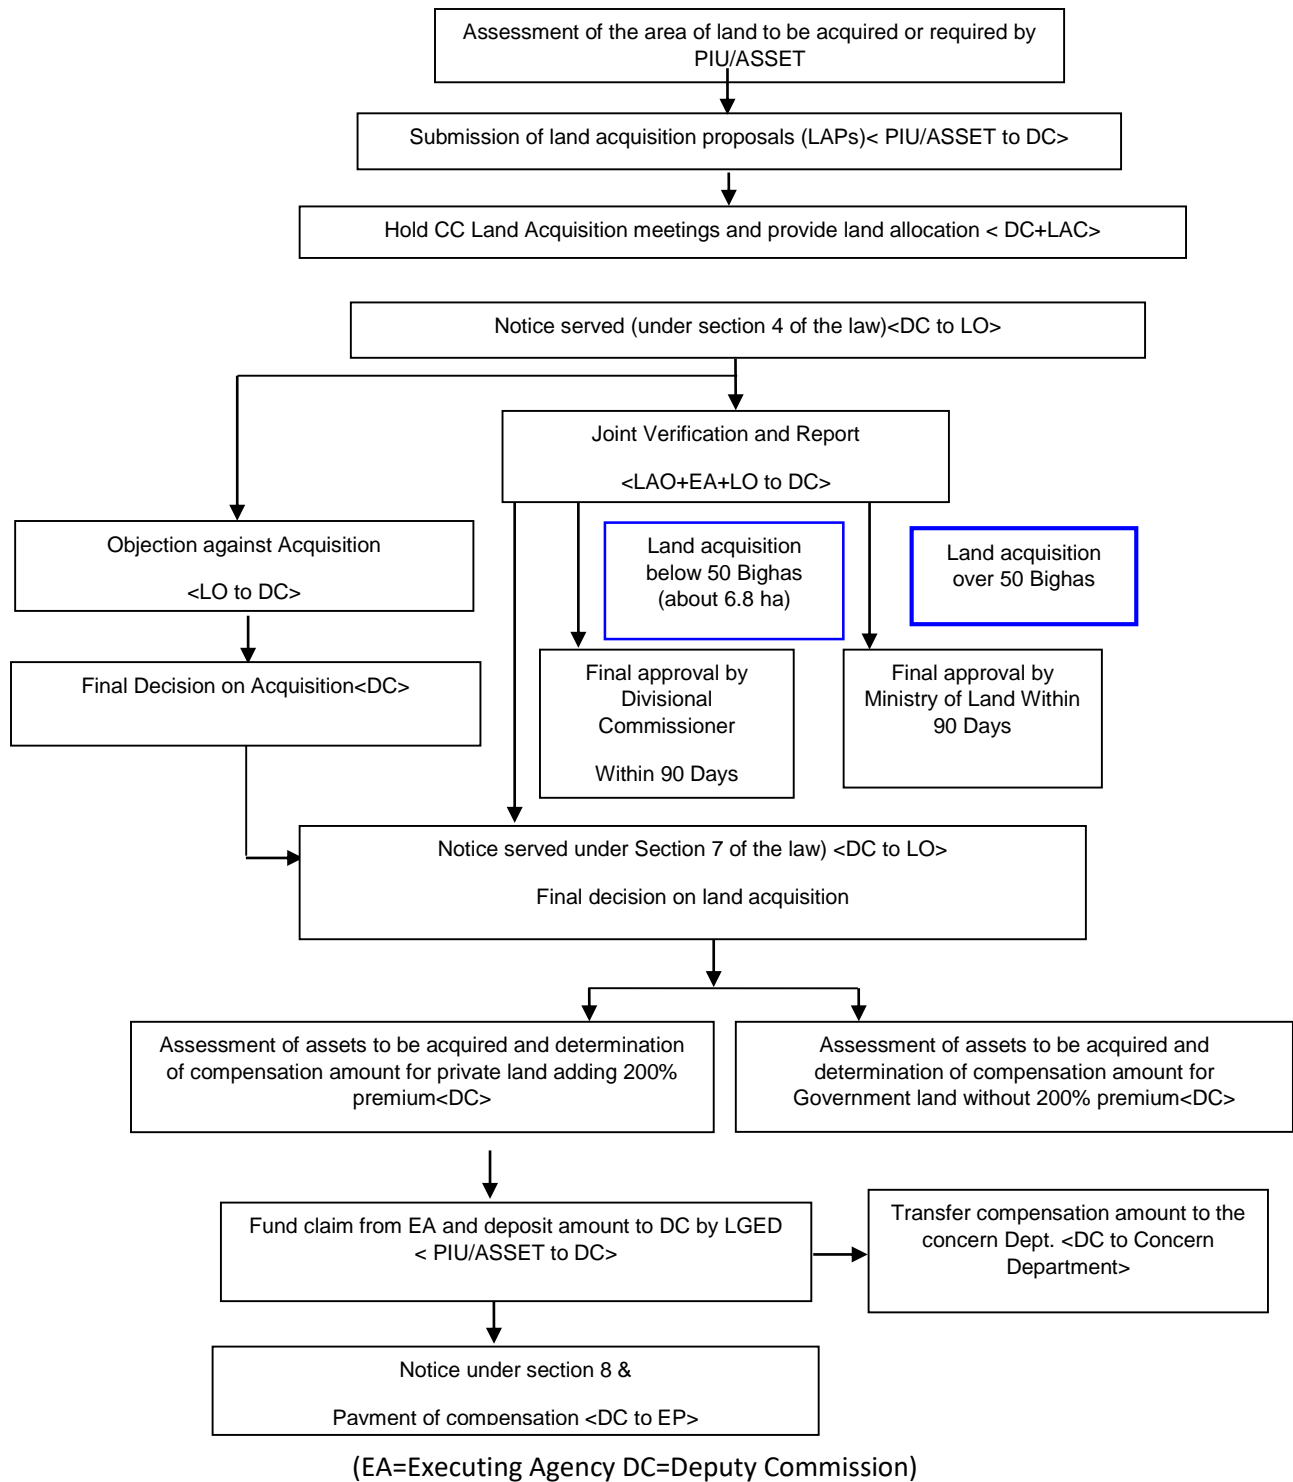 Assessment of the area of land to be acquired or required by
PIU/ASSET
Submission of land acquisition proposals (LAPs)< PIU/ASSET to DC>
Hold CC Land Acquisition meetings and provide land allocation < DC+LAC>
Notice served (under section 4 of the law)<DC to LO>
Joint Verification and Report
<LAO+EA+LO to DC>
Objection against Acquisition
<LO to DC>
Land acquisition
below 50 Bighas
(about 6.8 ha)
Land acquisition
over 50 Bighas
Final Decision on Acquisition<DC>
Final approval by
Divisional
Commissioner
Within 90 Days
Final approval by
Ministry of Land Within
90 Days
Notice served under Section 7 of the law) <DC to LO>
Final decision on land acquisition
Assessment of assets to be acquired and determination
of compensation amount for private land adding 200%
premium<DC>
Assessment of assets to be acquired and
determination of compensation amount for
Government land without 200% premium<DC>
Fund claim from EA and deposit amount to DC by LGED
< PIU/ASSET to DC>
Transfer compensation amount to the
concern Dept. <DC to Concern
Department>
Notice under section 8 &
Payment of compensation <DC to EP>
(EA=Executing Agency DC=Deputy Commission)